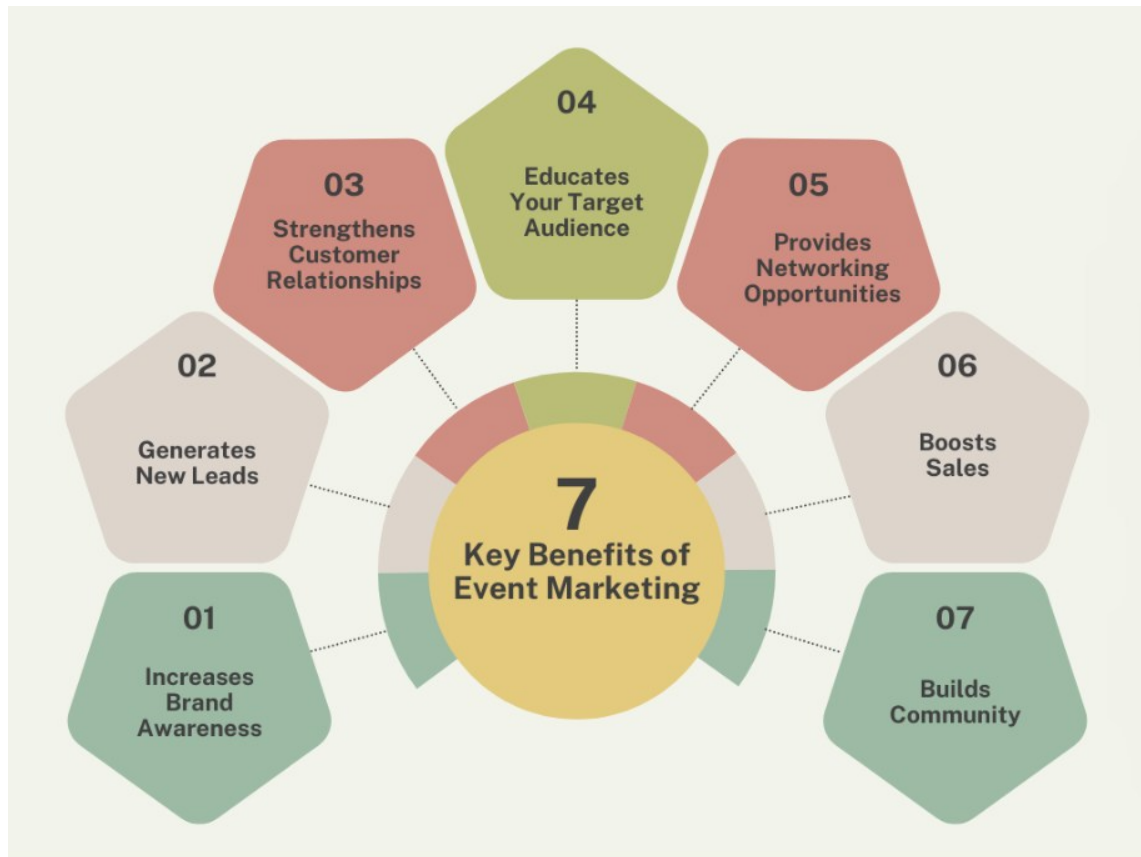 7
Key Benefits of
Event Marketing
01
Increases
Brand
Awareness
02
Generates
New Leads
03
Strengthens
Customer
Relationships
04
Educates
Your Target
Audience
05
Provides
Networking
Opportunities
06
Boosts
Sales
07
Builds
Community